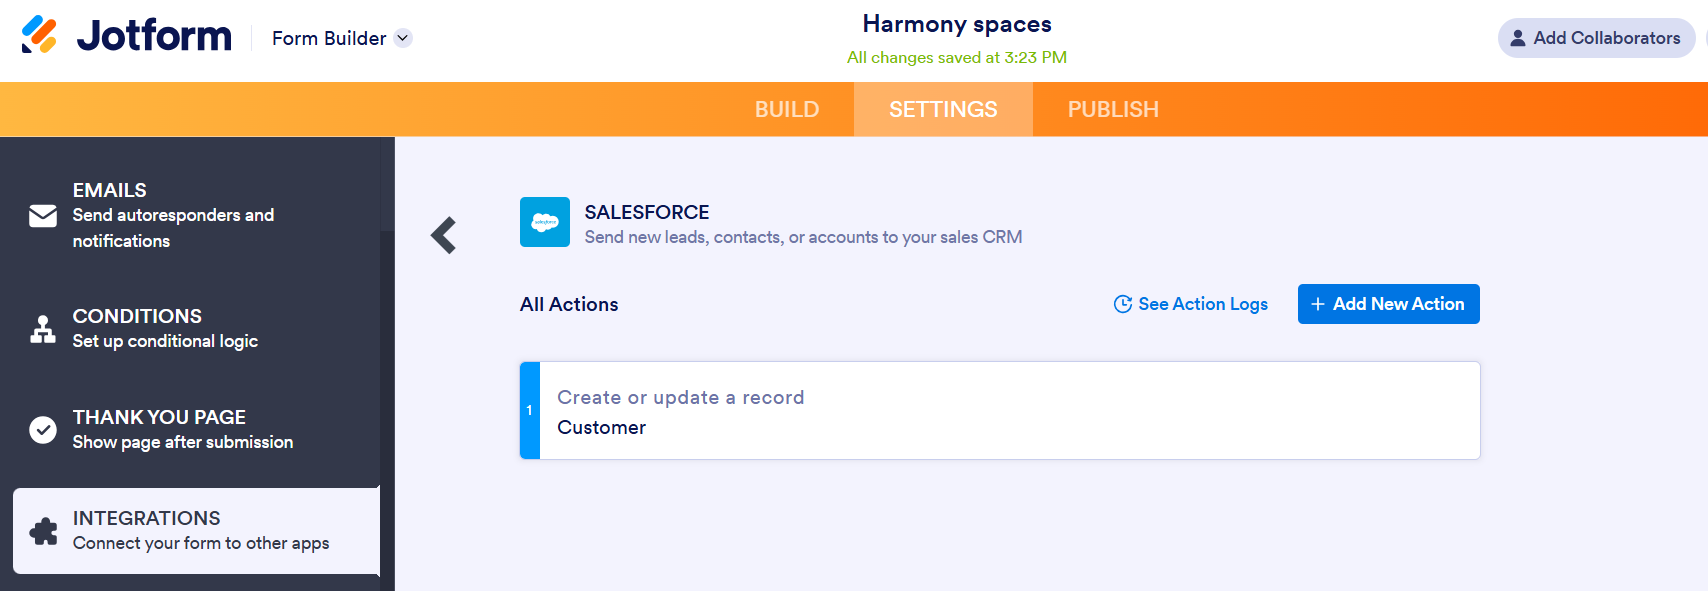 Jotform
Form Builder
Harmony spaces
All changes saved at 3:23 PM
Add Collaborators
BUILD
SETTINGS
PUBLISH
EMAILS
Send autoresponders and
notifications
CONDITIONS
Set up conditional logic
THANK YOU PAGE
Show page after submission
INTEGRATIONS
Connect your form to other apps
salesforce
SALESFORCE
Send new leads, contacts, or accounts to your sales CRM
All Actions
See Action Logs
+ Add New Action
1
Create or update a record
Customer